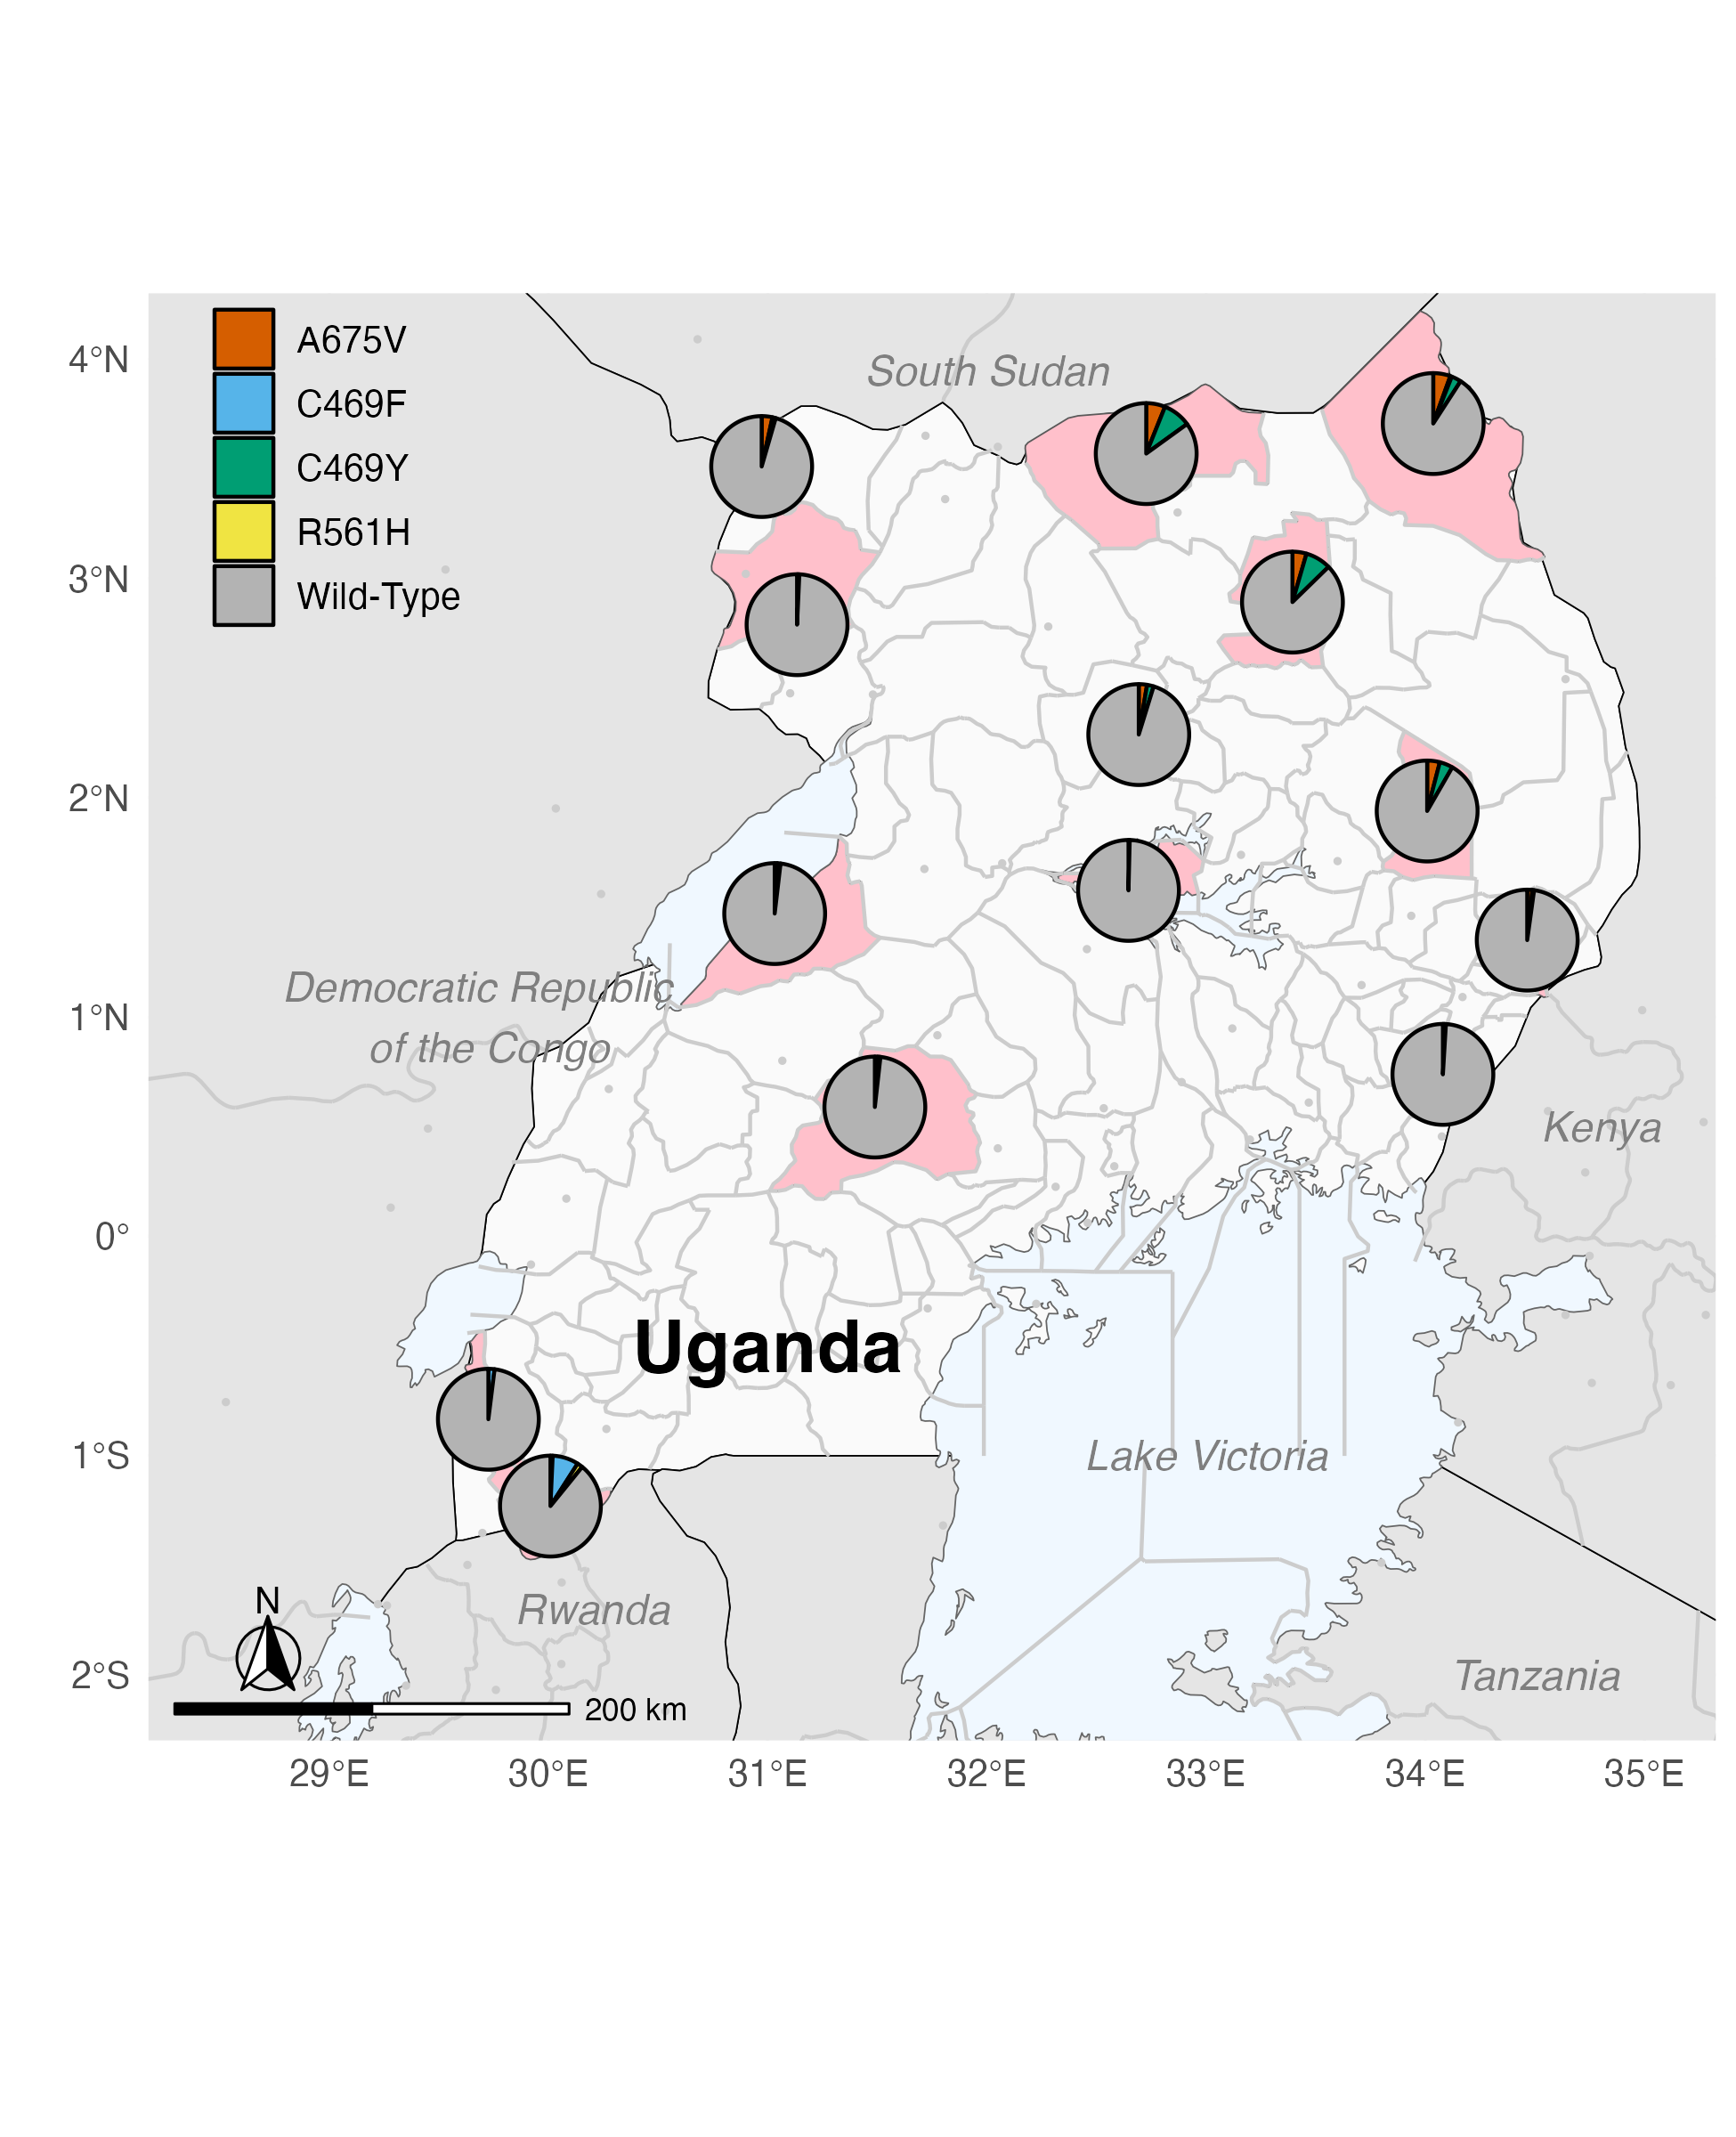 A675V
C469F
C469Y
R561H
Wild-Type
4°N
3°N
2°N
1°N
0°
1°S
2°S
South Sudan
Democratic Republic
of the Congo
Kenya
Uganda
Lake Victoria
Rwanda
Tanzania
N
200 km
29°E 30°E 31°E 32°E 33°E 34°E 35°E